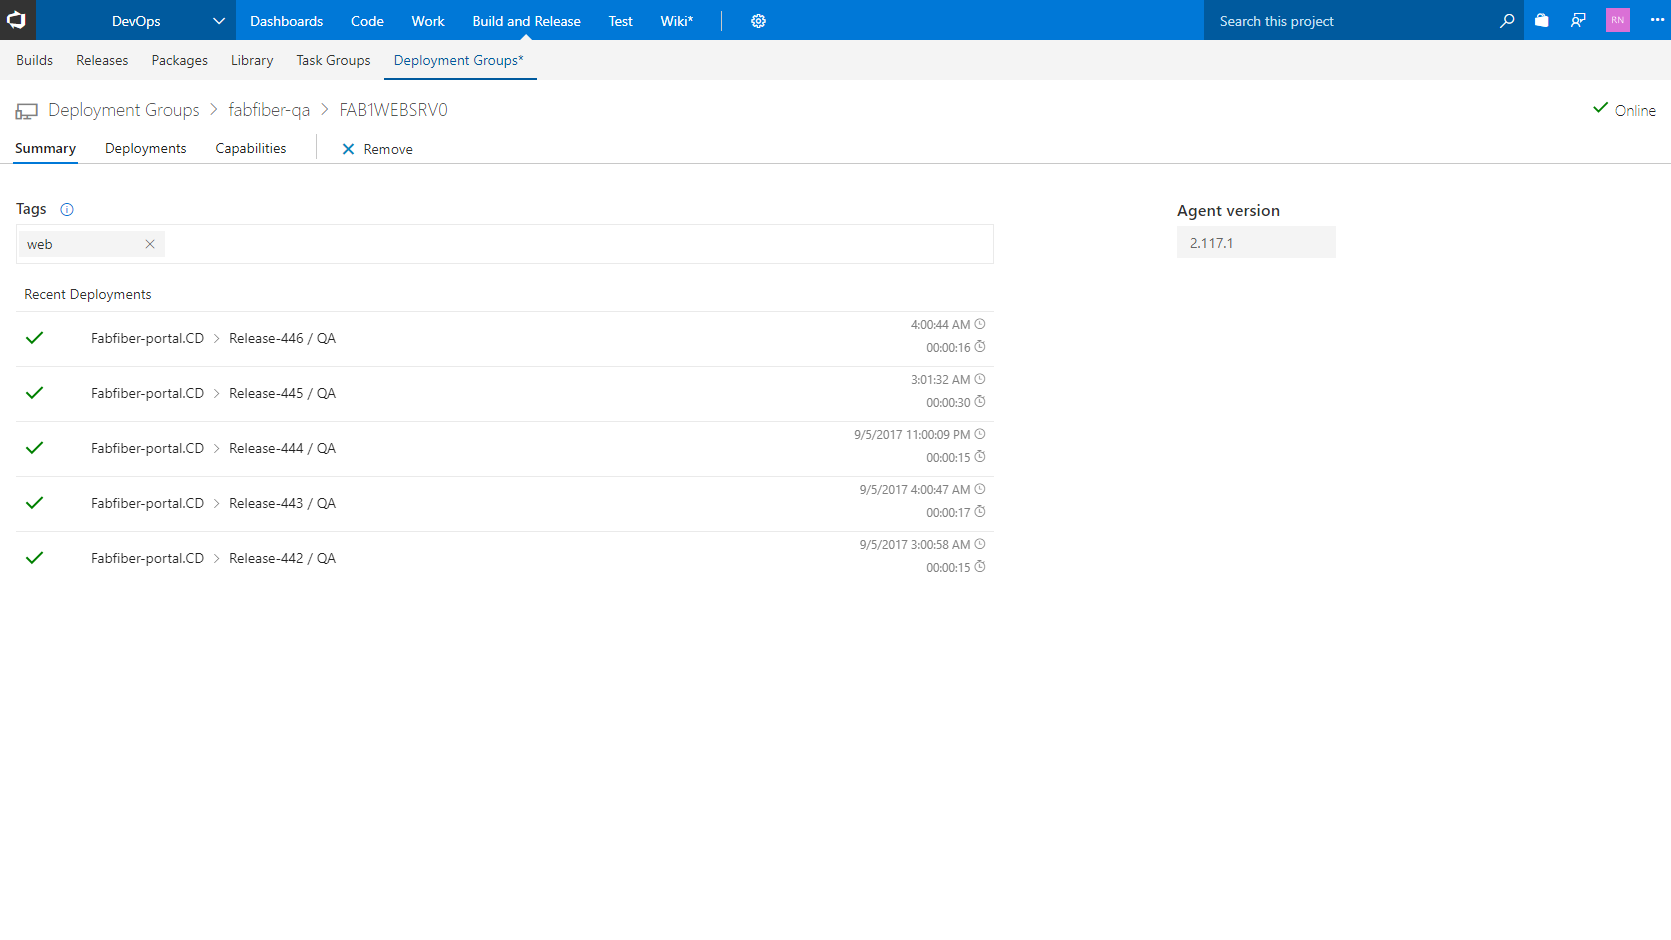 DevOps Dashboards Code Work Build and Release Test Wiki* Search this project RN
Builds Releases Packages Library Task Groups Deployment Groups*
Deployment Groups > fabfiber-qa > FAB1WEBSRV0 Online
Summary Deployments Capabilities Remove
Tags
Agent version
web
2.117.1
Recent Deployments
4:00:44 AM
Fabfiber-portal.CD > Release-446 / QA
00:00:16
3:01:32 AM
Fabfiber-portal.CD > Release-445 / QA
00:00:30
9/5/2017 11:00:09 PM
Fabfiber-portal.CD > Release-444 / QA
00:00:15
9/5/2017 4:00:47 AM
Fabfiber-portal.CD > Release-443 / QA
00:00:17
9/5/2017 3:00:58 AM
Fabfiber-portal.CD > Release-442 / QA
00:00:15